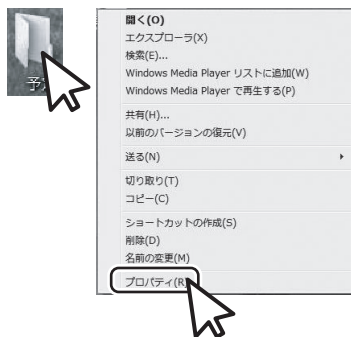 開く(O)
エクスプローラ(X)
検索(E)...
Windows Media Player リストに追加(W)
Windows Media Player で再生する(P)
共有(H)...
以前のバージョンの復元(V)
送る(N)
切り取り(T)
コピー(C)
ショートカットの作成(S)
削除(D)
名前の変更(M)
プロパティ(R)